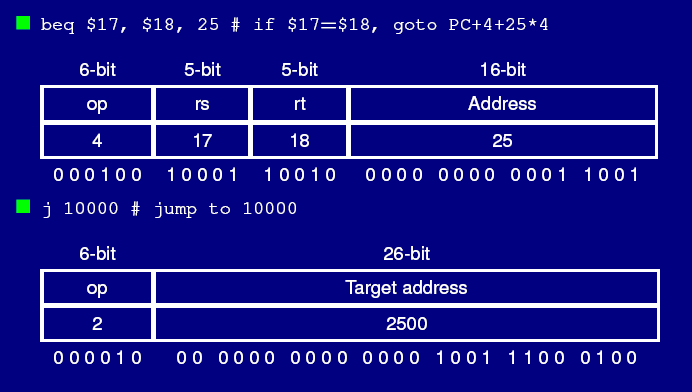 beq $17, $18, 25 # if $17==$18, goto PC+4+25*4
6-bit 5-bit 5-bit 16-bit
op rs rt Address
4 17 18 25
000100 10001 10010 0000 0000 0001 1001
j 10000 # jump to 10000
6-bit 26-bit
op Target address
2 2500
000010 00 0000 0000 0000 1001 1100 0100